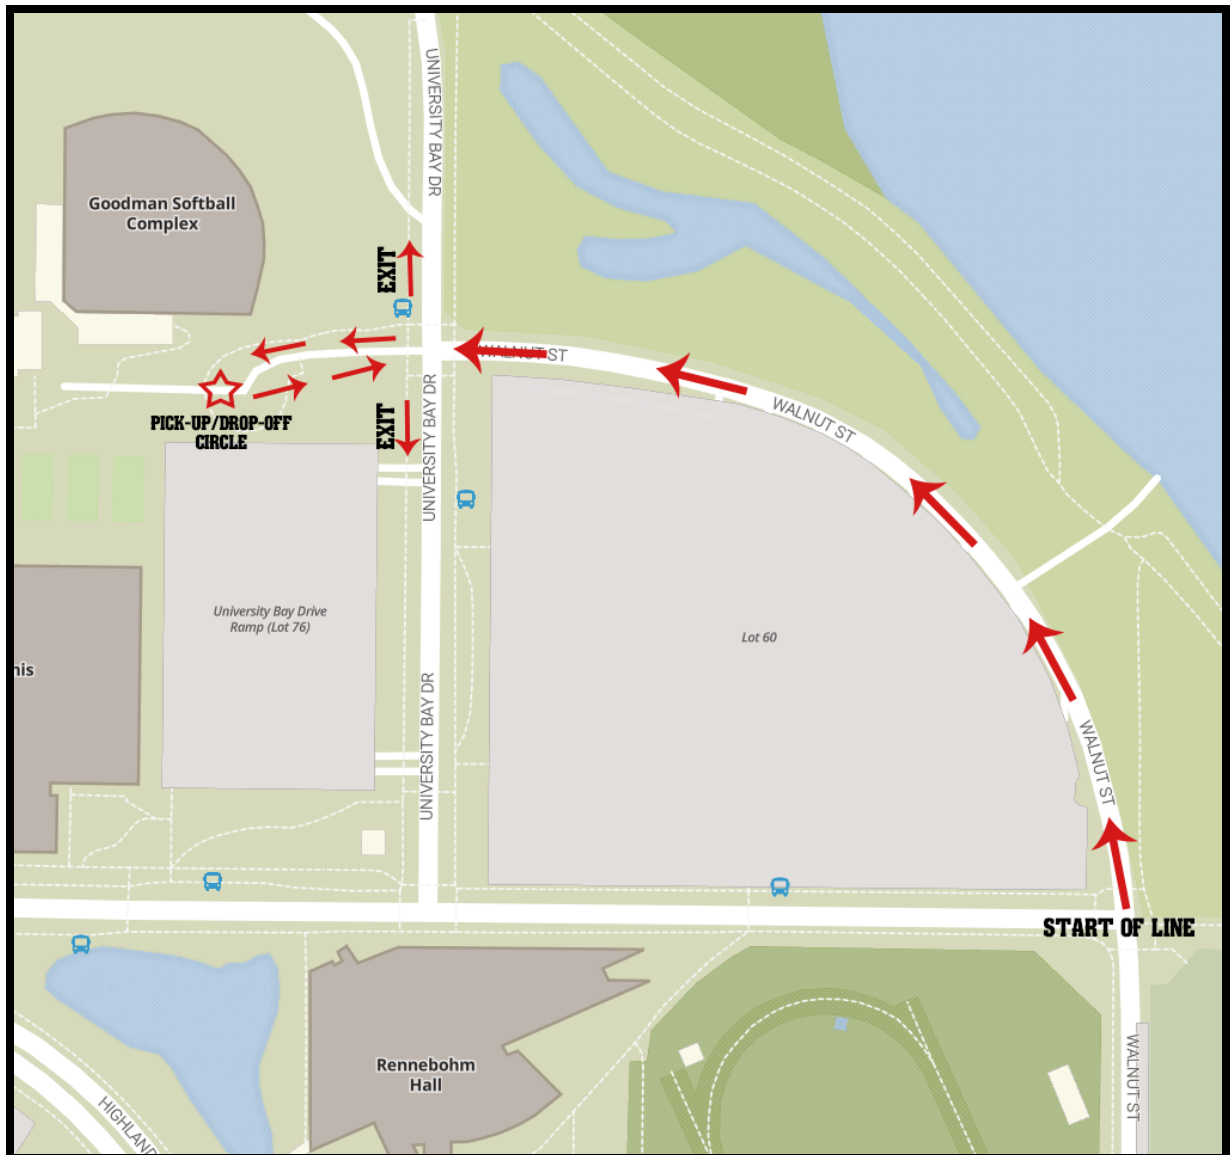 UNIVERSITY BAY DR
Goodman Softball
Complex
EXIT
WALNUT ST
WALNUT ST
PICK-UP/DROP-OFF
CIRCLE
EXIT
UNIVERSITY BAY DR
University Bay Drive
Ramp (Lot 76)
Lot 60
nis
UNIVERSITY BAY DR
WALNUT ST
START OF LINE
Rennebohm
Hall
WALNUT ST
HIGHLAND